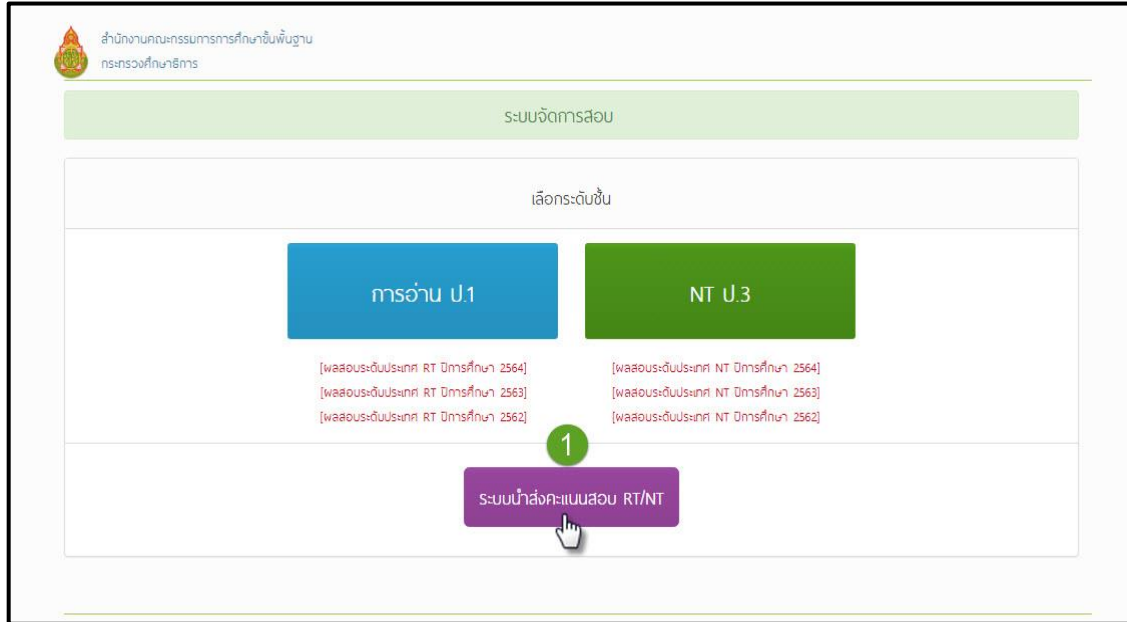 สำนักงานคณะกรรมการการศึกษาขั้นพื้นฐาน
กระทรวงศึกษาธิการ
ระบบจัดการสอบ
เลือกระดับชั้น
การอ่าน ป.1
NT ป.3
[ผลสอบระดับประเทศ RT ปีการศึกษา 2564]
[ผลสอบระดับประเทศ NT ปีการศึกษา 2564]
[ผลสอบระดับประเทศ RT ปีการศึกษา 2563]
[ผลสอบระดับประเทศ NT ปีการศึกษา 2563]
[ผลสอบระดับประเทศ RT ปีการศึกษา 2562]
[ผลสอบระดับประเทศ NT ปีการศึกษา 2562]
1
ระบบนำส่งคะแนนสอบ RT/NT